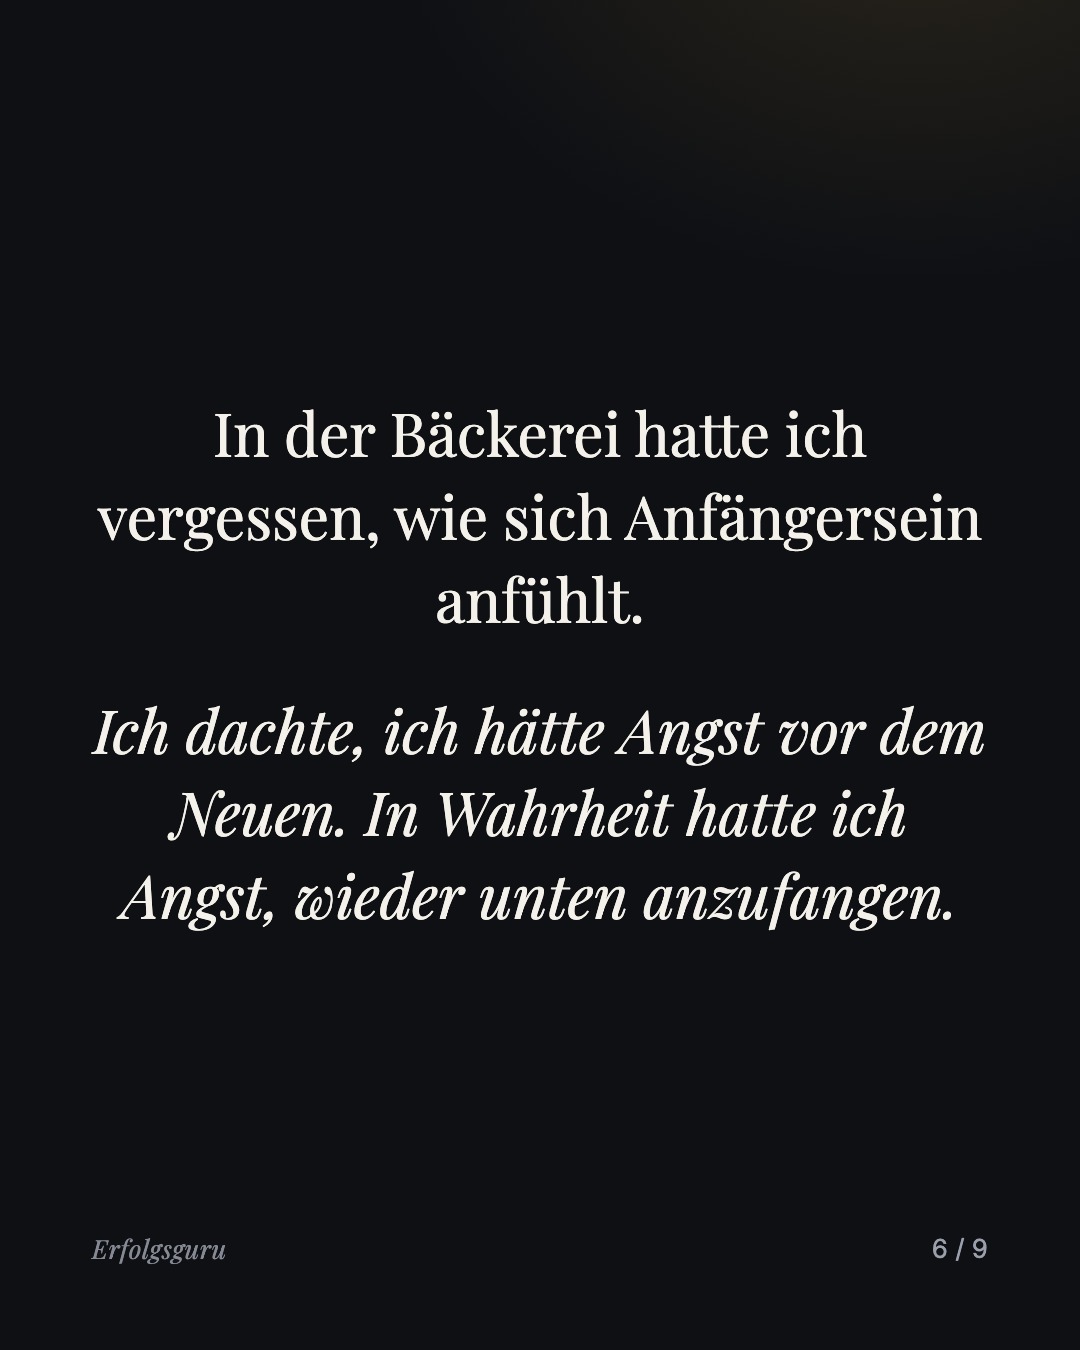 In der Bäckerei hatte ich
vergessen, wie sich Anfängersein
anfühlt.
Ich dachte, ich hätte Angst vor dem
Neuen. In Wahrheit hatte ich
Angst, wieder unten anzufangen.
Erfolgsguru
6 / 9